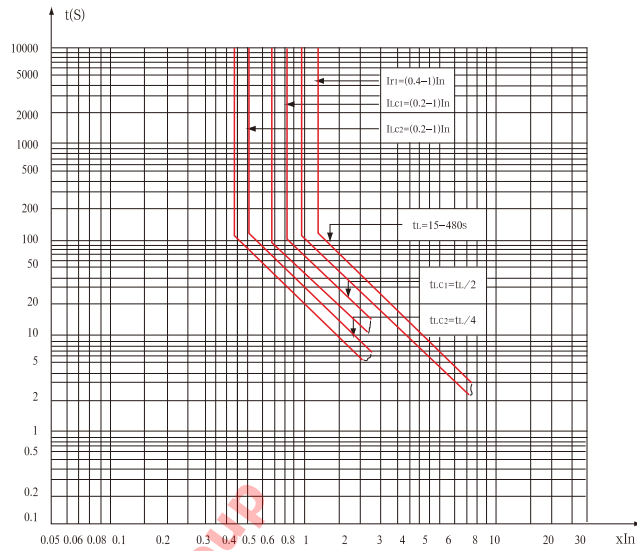 t(S)
10000
5000
2000
1000
500
200
100
50
20
10
5
2
1
0.5
0.2
0.1
Ir1=(0.4-1)In
ILC1=(0.2-1)In
ILC2=(0.2-1)In
tL=15-480s
tLC1=tL/2
tLC2=tL/4
0.05 0.06 0.08 0.1 0.2 0.3 0.4 0.5 0.6 0.8 1 2 3 4 5 6 7 8 9 10 20 30 xIn
oup